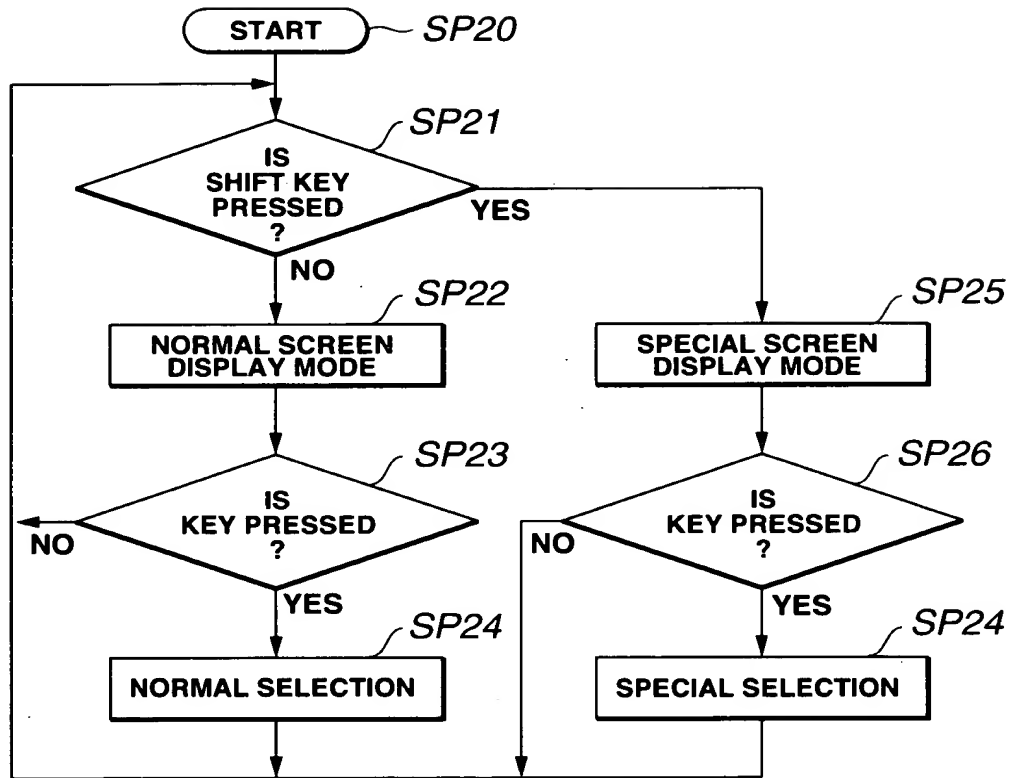 START
SP20
SP21
IS
SHIFT KEY
PRESSED
?
YES
NO
SP22
NORMAL SCREEN
DISPLAY MODE
SP25
SPECIAL SCREEN
DISPLAY MODE
SP23
IS
KEY PRESSED
?
NO
YES
SP26
IS
KEY PRESSED
?
NO
YES
SP24
NORMAL SELECTION
SP24
SPECIAL SELECTION